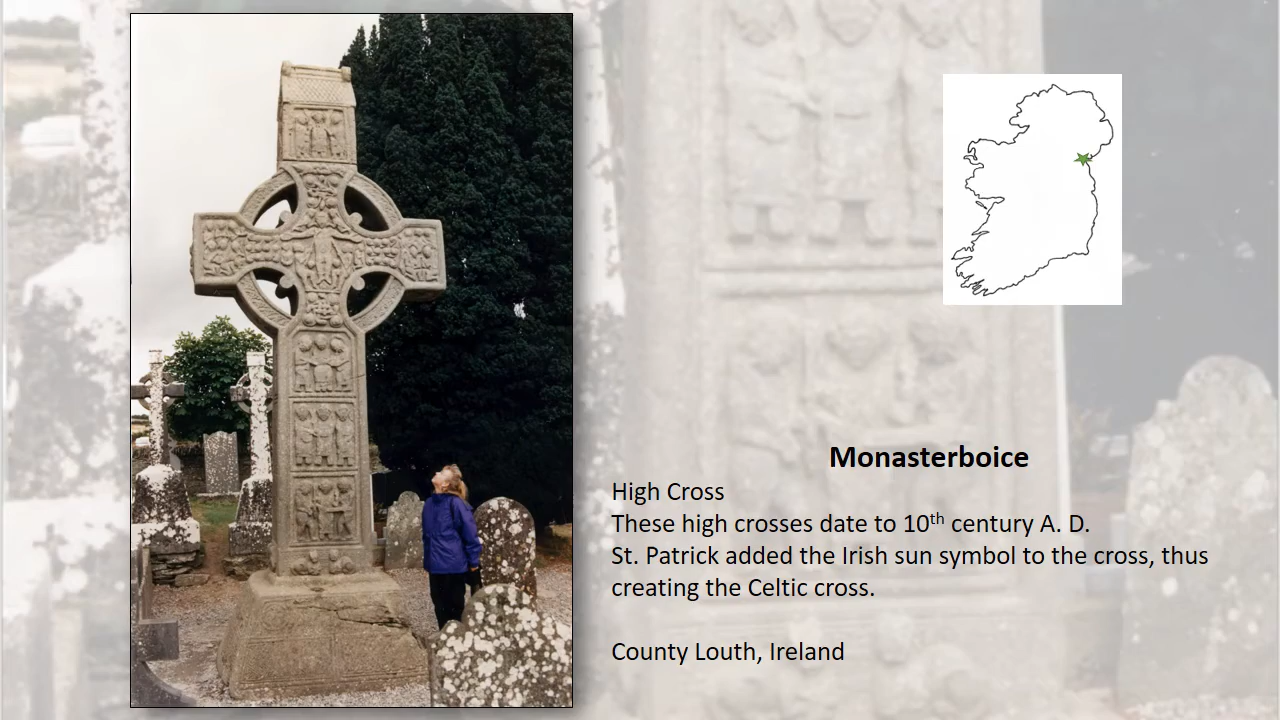 Monasterboice
High Cross
These high crosses date to 10th century A. D.
St. Patrick added the Irish sun symbol to the cross, thus
creating the Celtic cross.
County Louth, Ireland